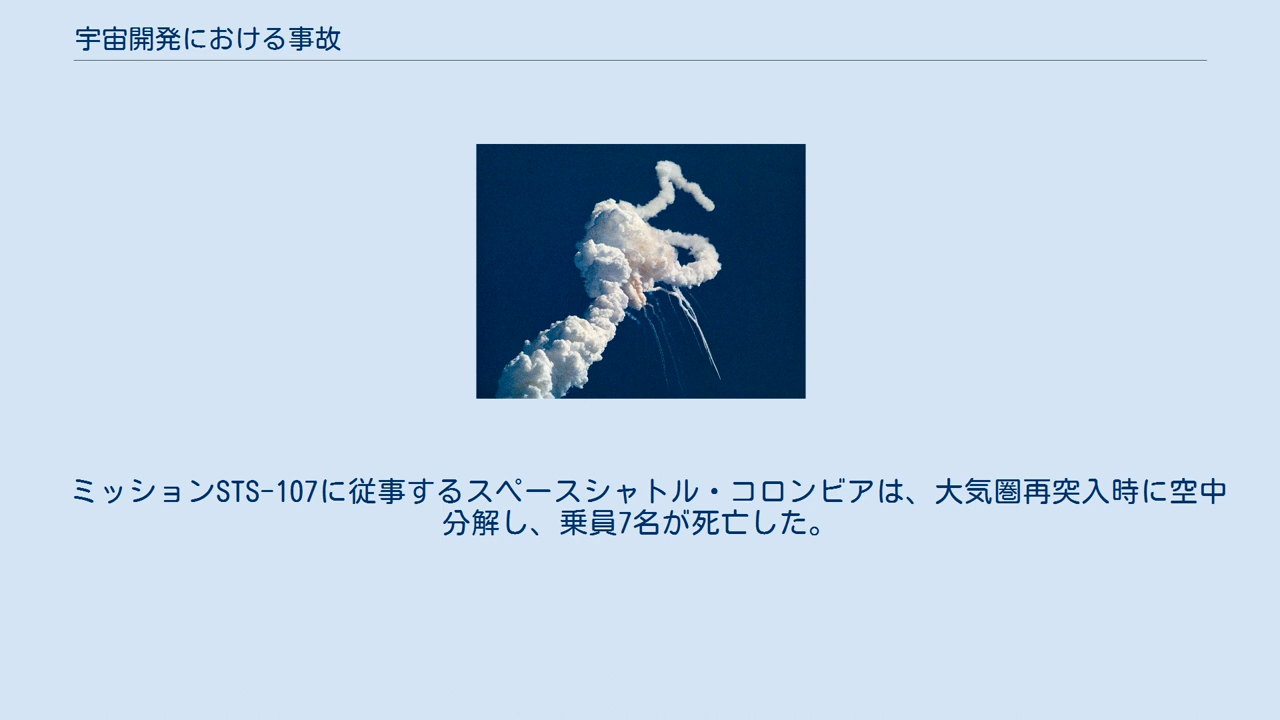 宇宙開発における事故
ミッションSTS-107に従事するスペースシャトル・コロンビアは、大気圏再突入時に空中
分解し、乗員7名が死亡した。